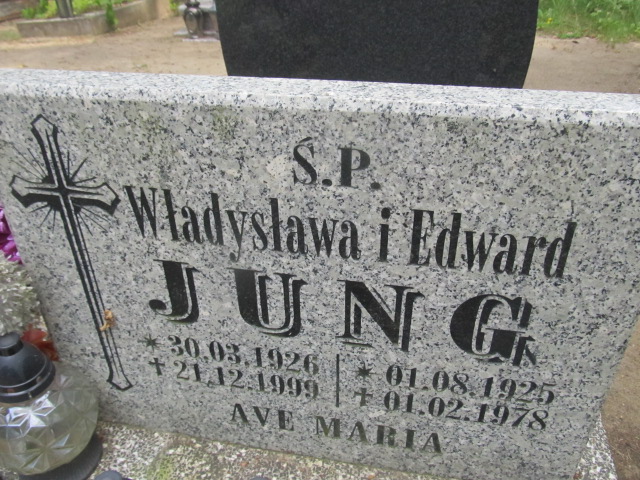 Ś.P.
Władysława i Edward
JUNG
* 30.03.1926 * 01.08.1925
✝ 21.12.1999 ✝ 01.02.1978
AVE MARIA